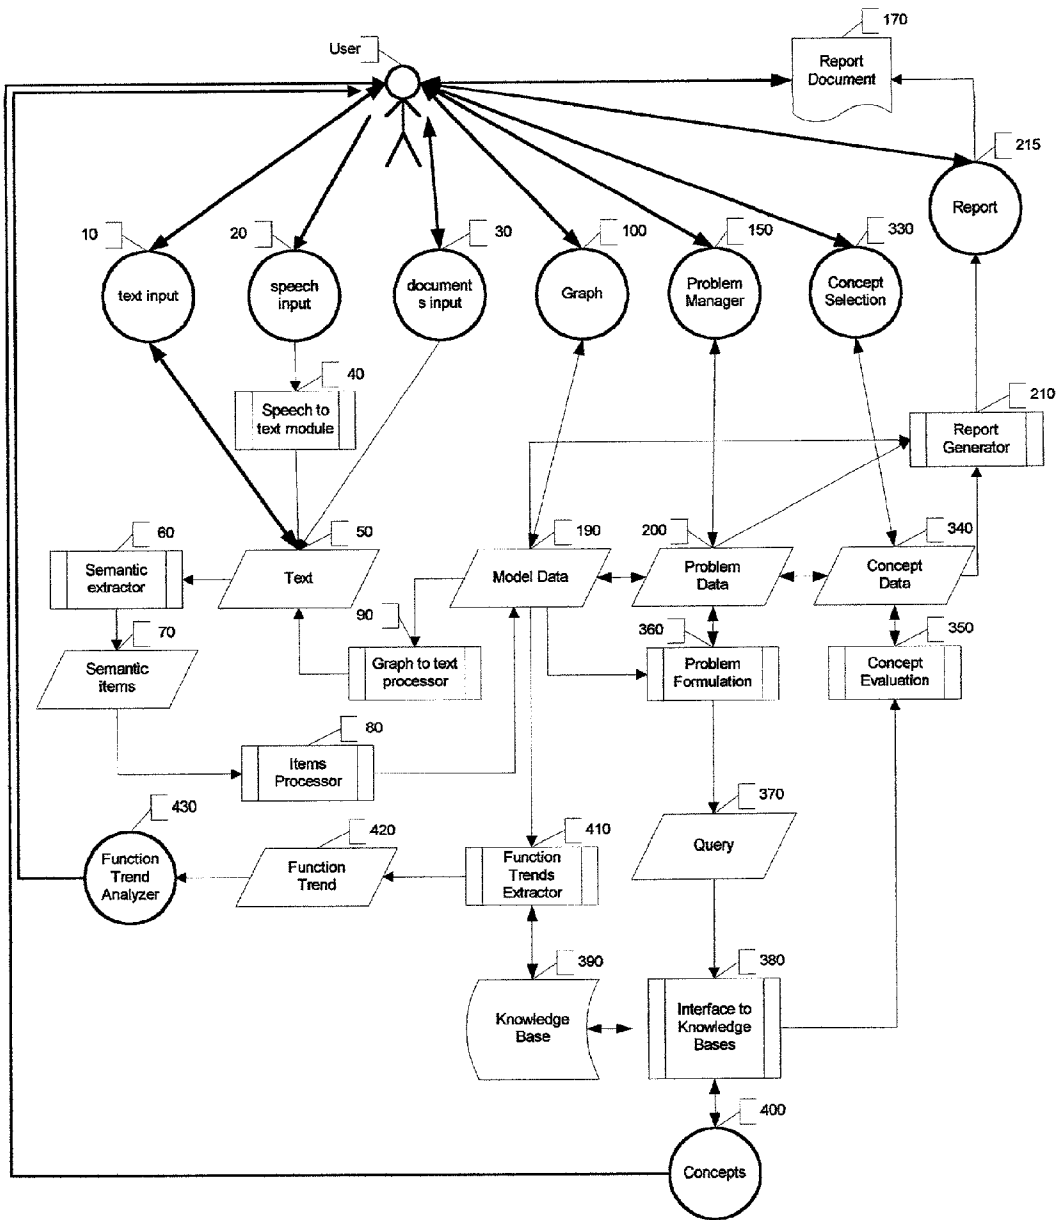 170
User
Report
Document
215
Report
10
20
30
100
150
330
text input
speech
input
document
s input
Graph
Problem
Manager
Concept
Selection
40
Speech to
text module
210
Report
Generator
60
50
190
200
340
Semantic
extractor
Text
Model Data
Problem
Data
Concept
Data
70
90
360
350
Semantic
items
Graph to text
processor
Problem
Formulation
Concept
Evaluation
80
Items
Processor
430
420
410
370
Function
Trend
Analyzer
Function
Trend
Function
Trends
Extractor
Query
390
380
Knowledge
Base
Interface to
Knowledge
Bases
400
Concepts